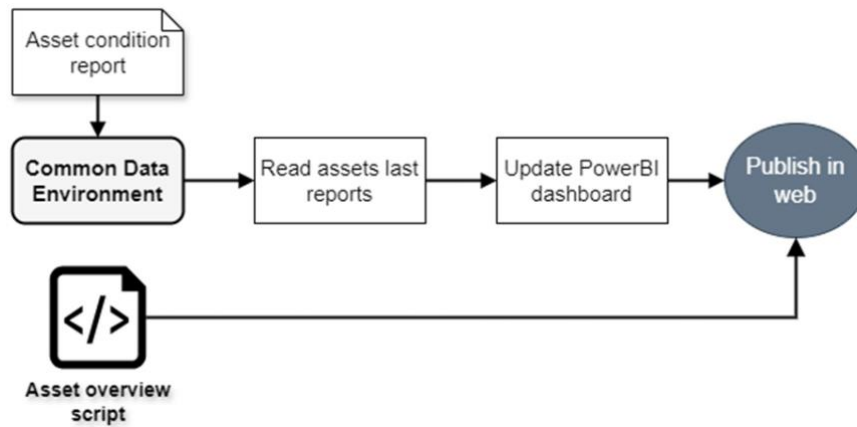 Asset condition
report
Common Data
Environment
Read assets last
reports
Update PowerBI
dashboard
Publish in
web
</>
Asset overview
script